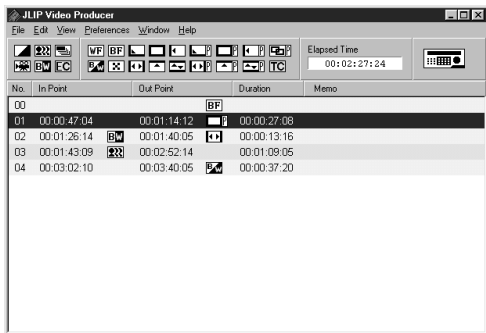 JLIP Video Producer
File Edit View Preferences Window Help
WF BF P P P P
BW EC B/W P P P TC
Elapsed Time
00:02:27:24
No. In Point Out Point Duration Memo
00 BF
01 00:00:47:04 00:01:14:12 P 00:00:27:08
02 00:01:26:14 BW 00:01:40:05 00:00:13:16
03 00:01:43:09 00:02:52:14 00:01:09:05
04 00:03:02:10 00:03:40:05 B/W 00:00:37:20